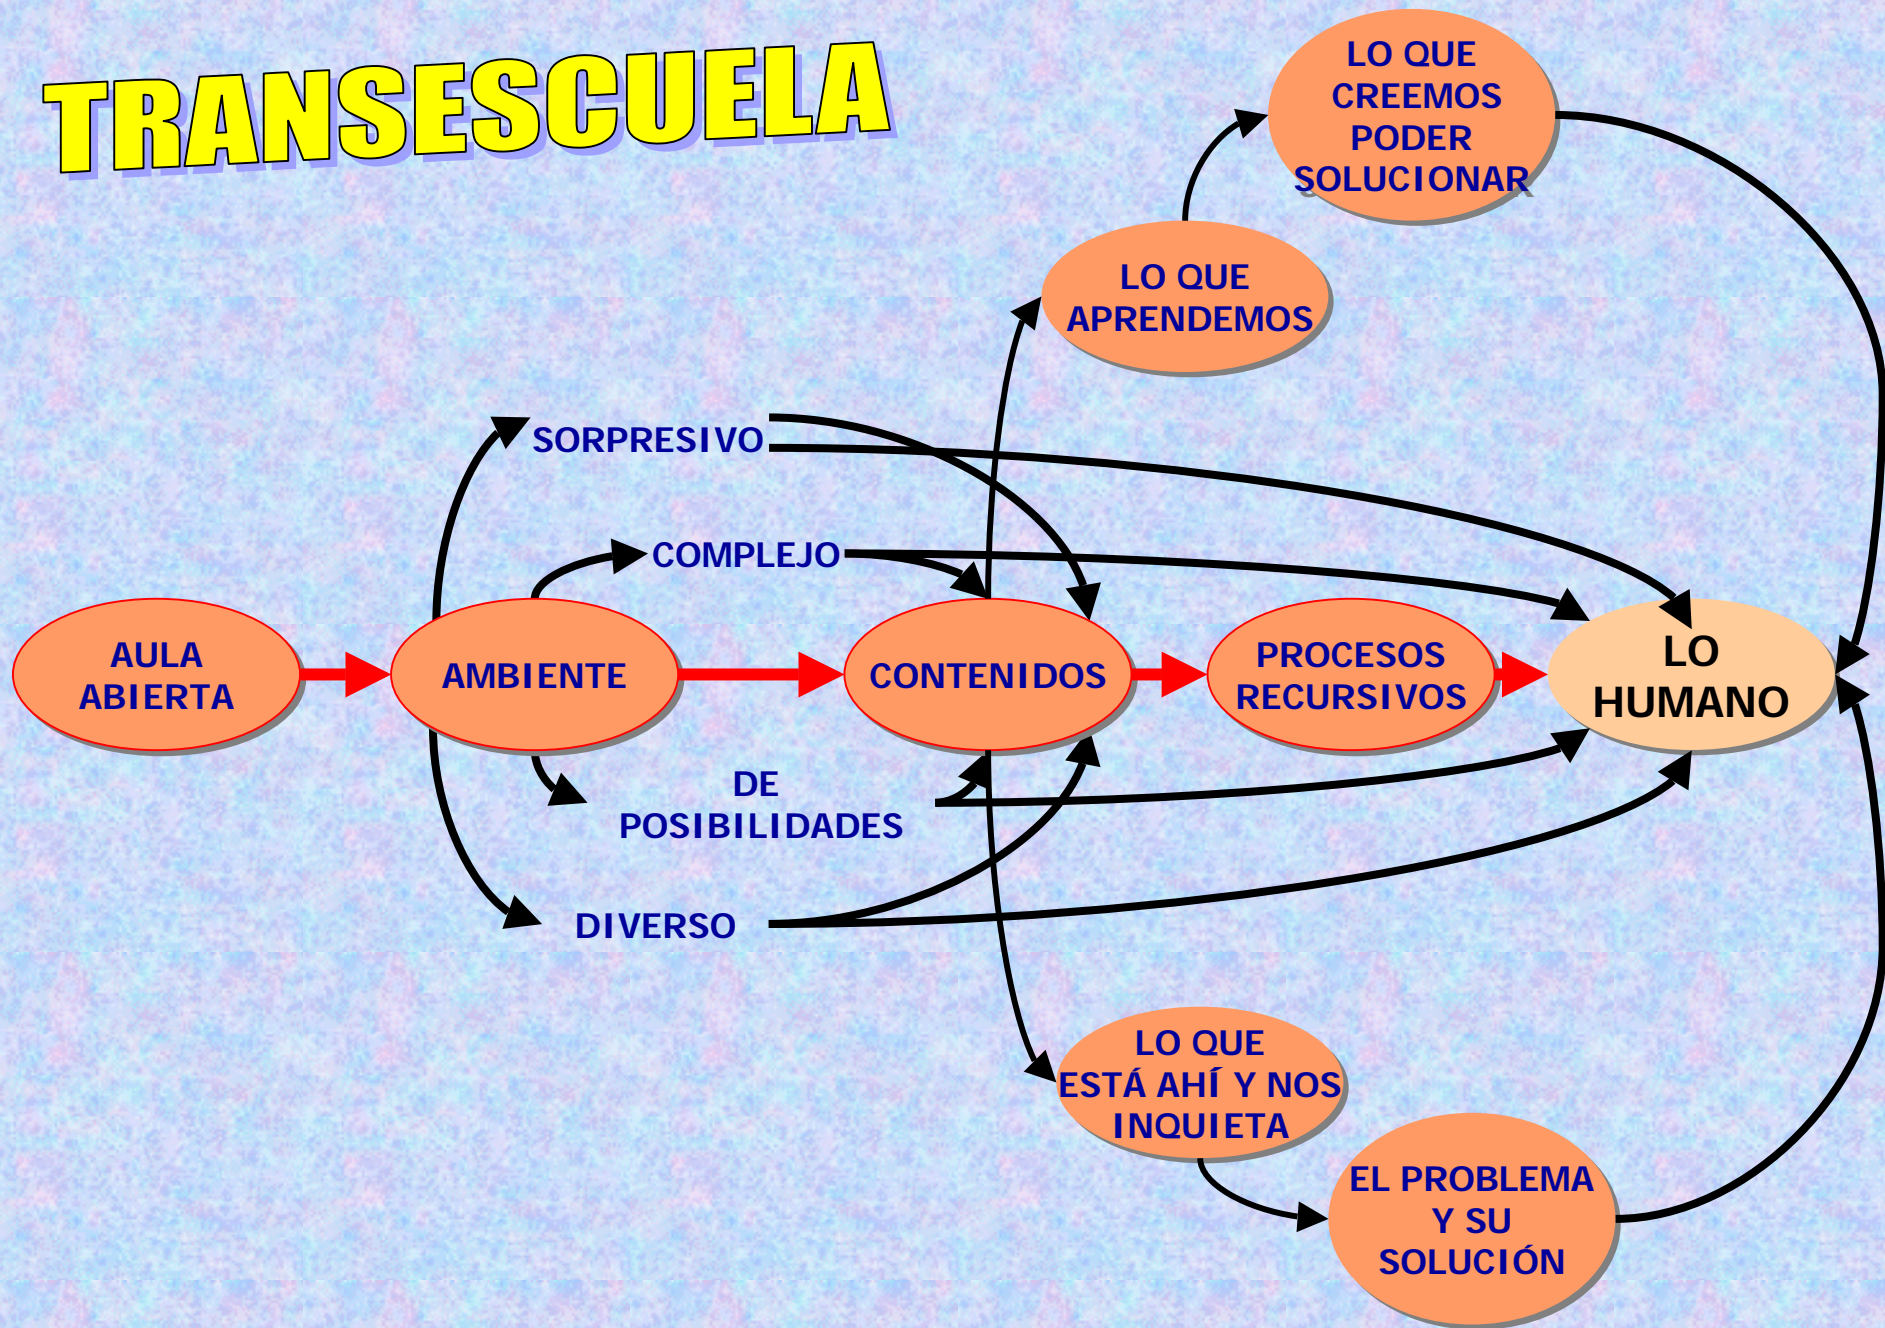 TRANSESCUELA
LO QUE
CREEMOS
PODER
SOLUCIONAR
LO QUE
APRENDEMOS
SORPRESIVO
COMPLEJO
AULA
ABIERTA
AMBIENTE
CONTENIDOS
PROCESOS
RECURSIVOS
LO
HUMANO
DE
POSIBILIDADES
DIVERSO
LO QUE
ESTÁ AHÍ Y NOS
INQUIETA
EL PROBLEMA
Y SU
SOLUCIÓN